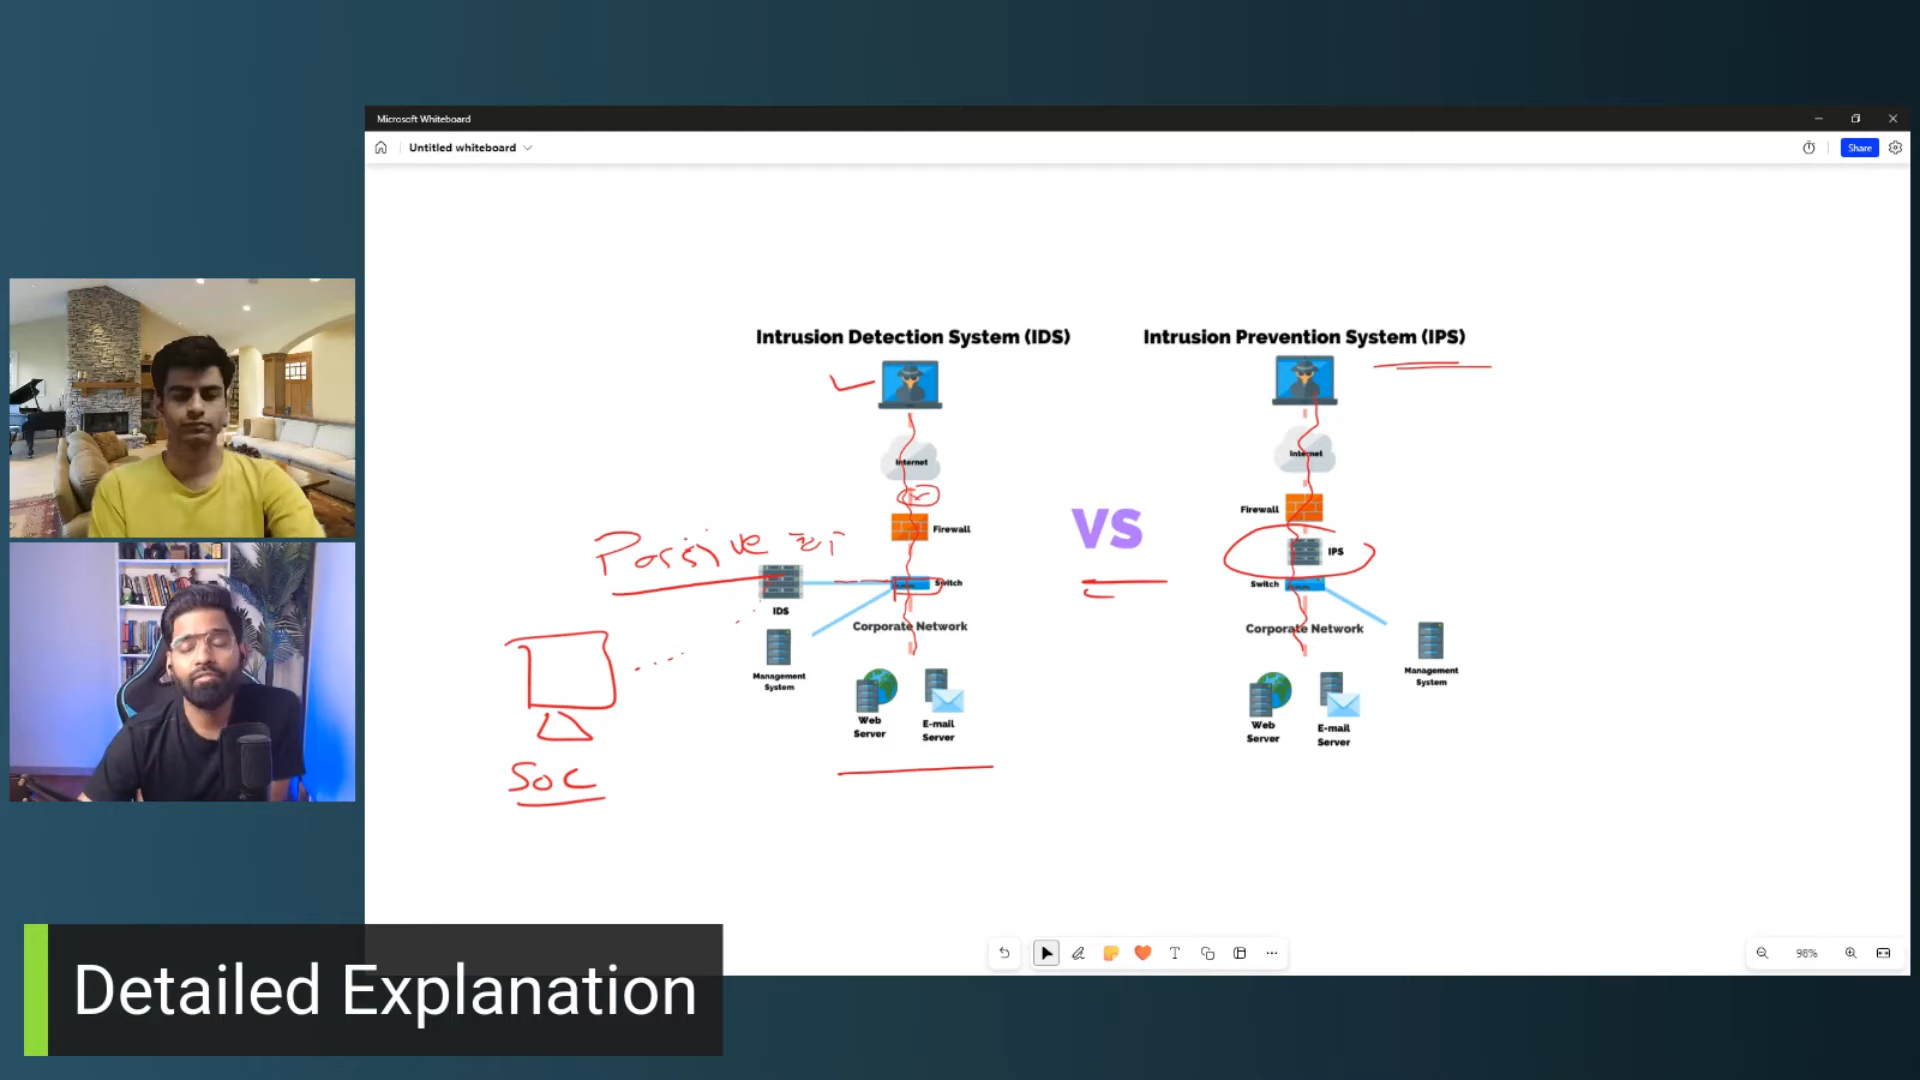 Microsoft Whiteboard
Untitled whiteboard
Share
Intrusion Detection System (IDS)
Internet
Firewall
Passive
Switch
IDS
Corporate Network
Management
System
Web
Server
E-mail
Server
SOC
VS
Intrusion Prevention System (IPS)
Internet
Firewall
IPS
Switch
Corporate Network
Management
System
Web
Server
E-mail
Server
98%
Detailed Explanation